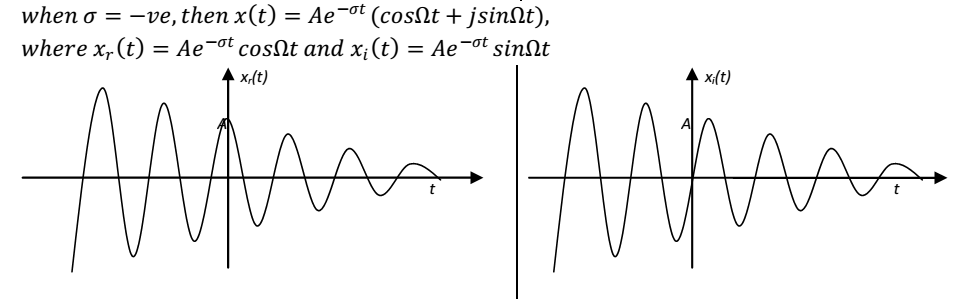 when σ = −ve, then x(t) = Ae^{−σt} (cosΩt + jsinΩt),
where x_r(t) = Ae^{−σt} cosΩt and x_i(t) = Ae^{−σt} sinΩt
x_r(t)
x_i(t)
A
A
t
t